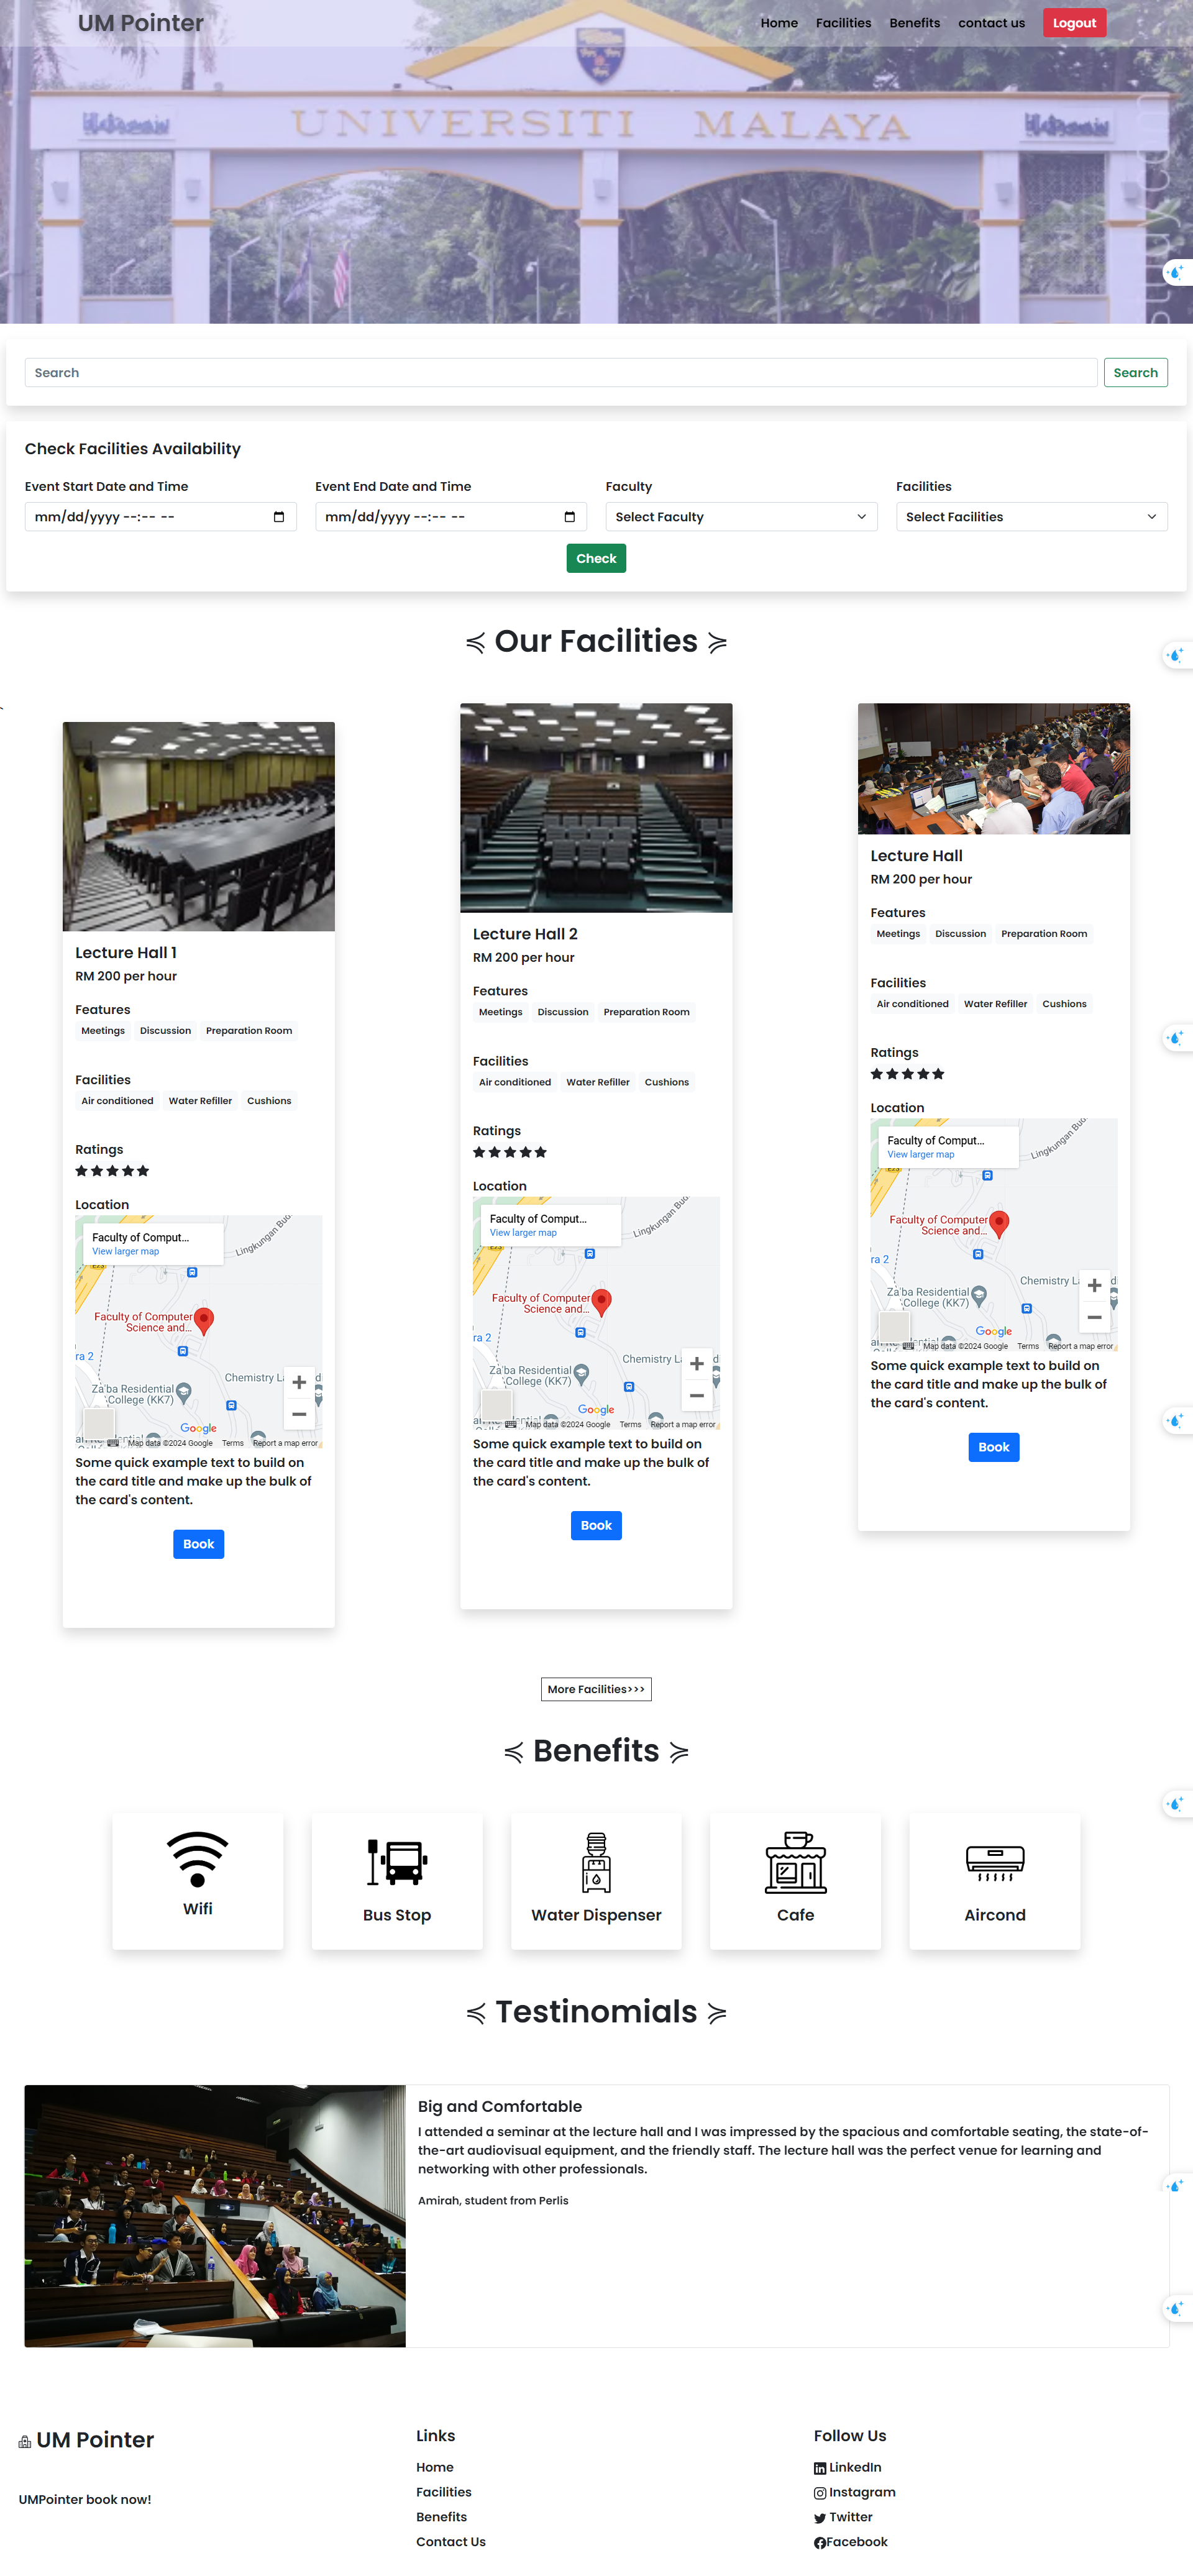 UM Pointer
Home Facilities Benefits contact us Logout
UNIVERSITI MALAYA
Search Search
Check Facilities Availability
Event Start Date and Time Event End Date and Time Faculty Facilities
mm/dd/yyyy --:-- -- mm/dd/yyyy --:-- -- Select Faculty Select Facilities
Check
⪳ Our Facilities ⪴
`
Lecture Hall 1
RM 200 per hour
Features
Meetings Discussion Preparation Room
Facilities
Air conditioned Water Refiller Cushions
Ratings
Location
Faculty of Comput...
View larger map
Lingkungan Bud
E23
Faculty of Computer
Science and...
ra 2
Za'ba Residential
College (KK7)
Chemistry La
Google
Map data ©2024 Google Terms Report a map error
Some quick example text to build on
the card title and make up the bulk of
the card's content.
Book
Lecture Hall 2
RM 200 per hour
Features
Meetings Discussion Preparation Room
Facilities
Air conditioned Water Refiller Cushions
Ratings
Location
Faculty of Comput...
View larger map
Lingkungan Bud
E23
Faculty of Computer
Science and...
ra 2
Za'ba Residential
College (KK7)
Chemistry La
Google
Map data ©2024 Google Terms Report a map error
Some quick example text to build on
the card title and make up the bulk of
the card's content.
Book
Lecture Hall
RM 200 per hour
Features
Meetings Discussion Preparation Room
Facilities
Air conditioned Water Refiller Cushions
Ratings
Location
Faculty of Comput...
View larger map
Lingkungan Bud
E23
Faculty of Computer
Science and...
ra 2
Za'ba Residential
College (KK7)
Chemistry La
Google
Map data ©2024 Google Terms Report a map error
Some quick example text to build on
the card title and make up the bulk of
the card's content.
Book
More Facilities>>>
⪳ Benefits ⪴
Wifi Bus Stop Water Dispenser Cafe Aircond
⪳ Testinomials ⪴
Big and Comfortable
I attended a seminar at the lecture hall and I was impressed by the spacious and comfortable seating, the state-of-
the-art audiovisual equipment, and the friendly staff. The lecture hall was the perfect venue for learning and
networking with other professionals.
Amirah, student from Perlis
UM Pointer
UMPointer book now!
Links
Home
Facilities
Benefits
Contact Us
Follow Us
LinkedIn
Instagram
Twitter
Facebook